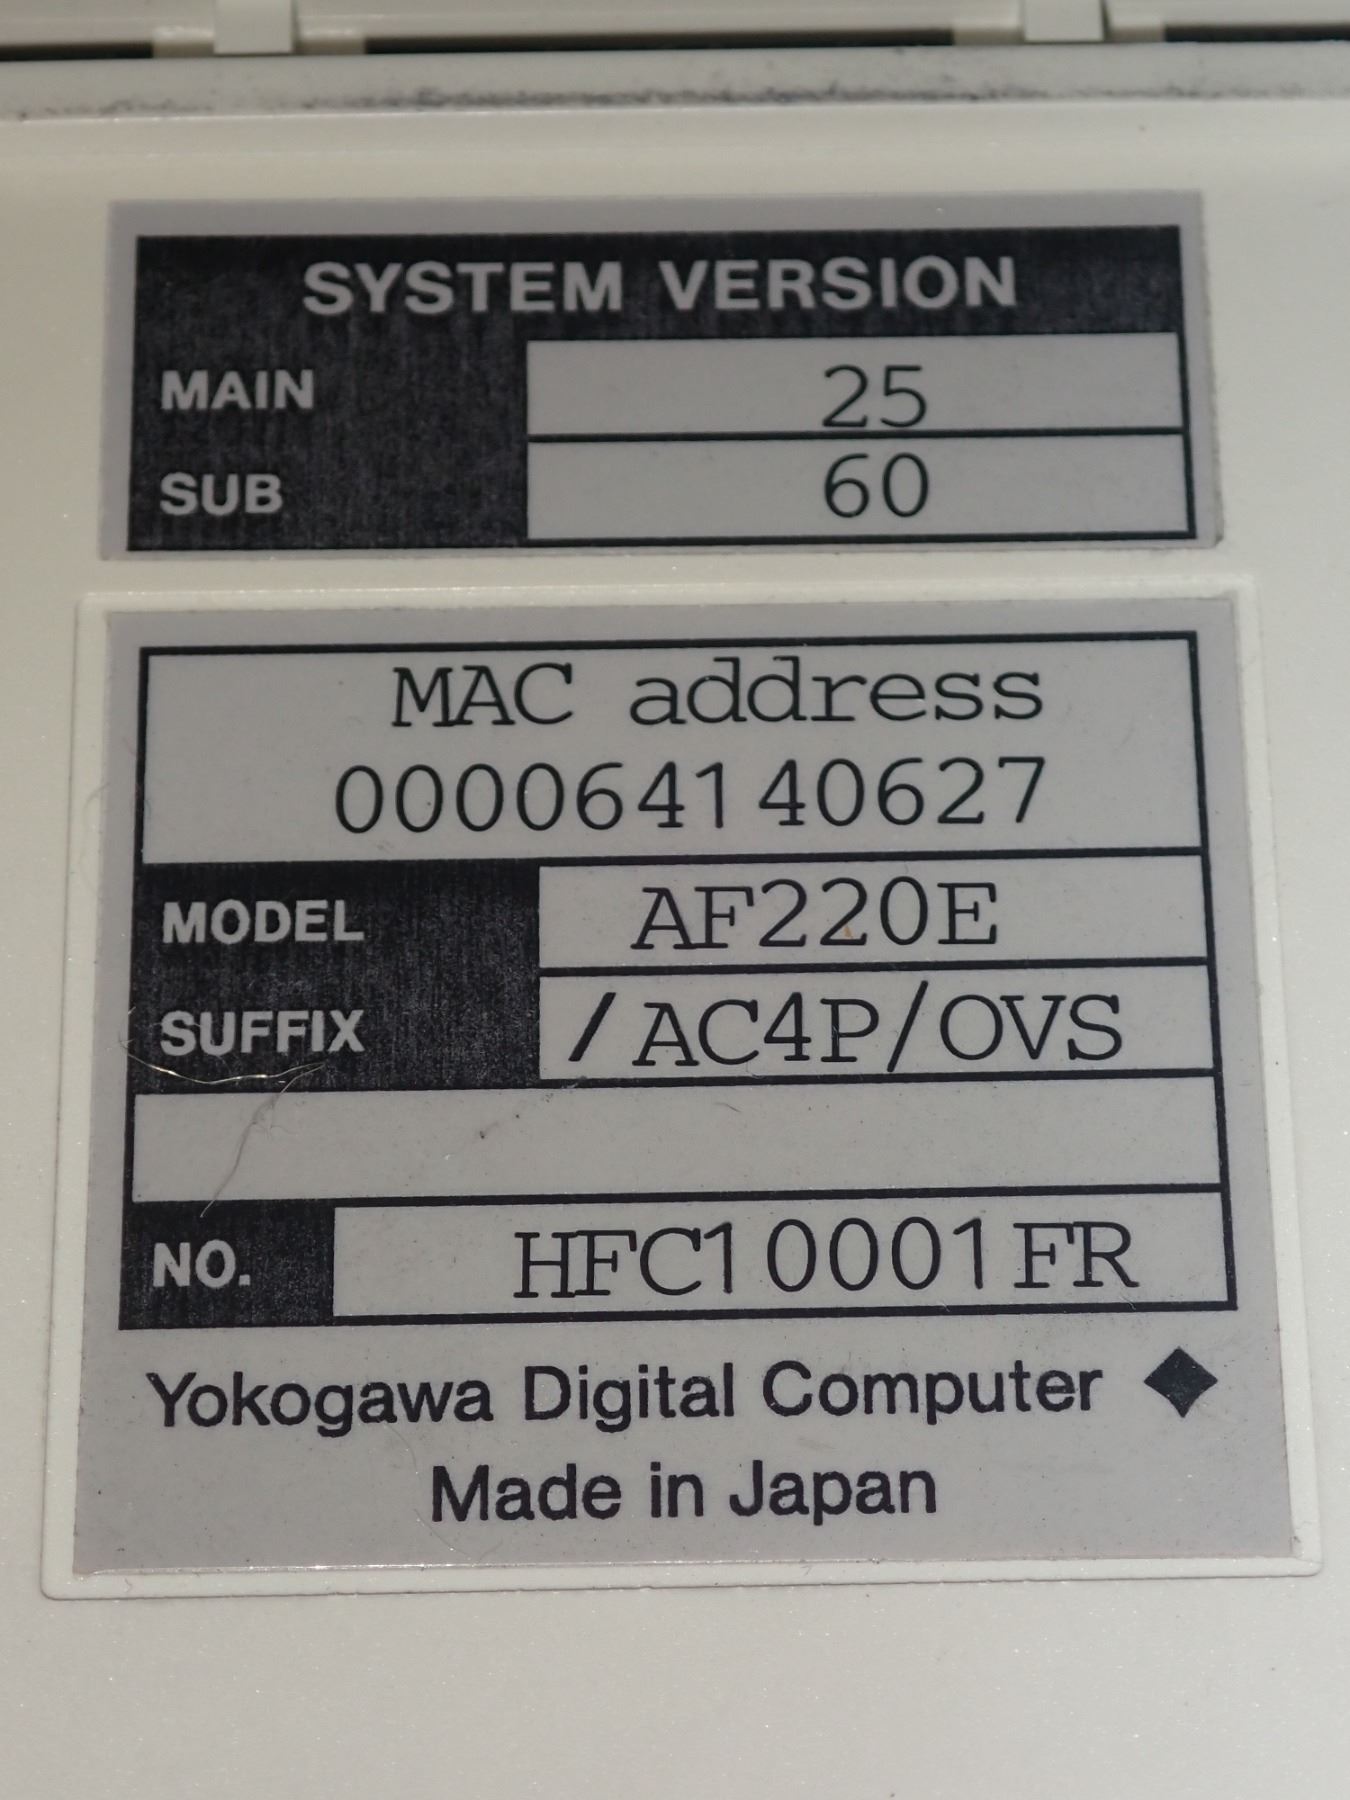 SYSTEM VERSION
MAIN 25
SUB 60
MAC address
000064140627
MODEL AF220E
SUFFIX /AC4P/OVS
NO. HFC10001FR
Yokogawa Digital Computer ◆
Made in Japan